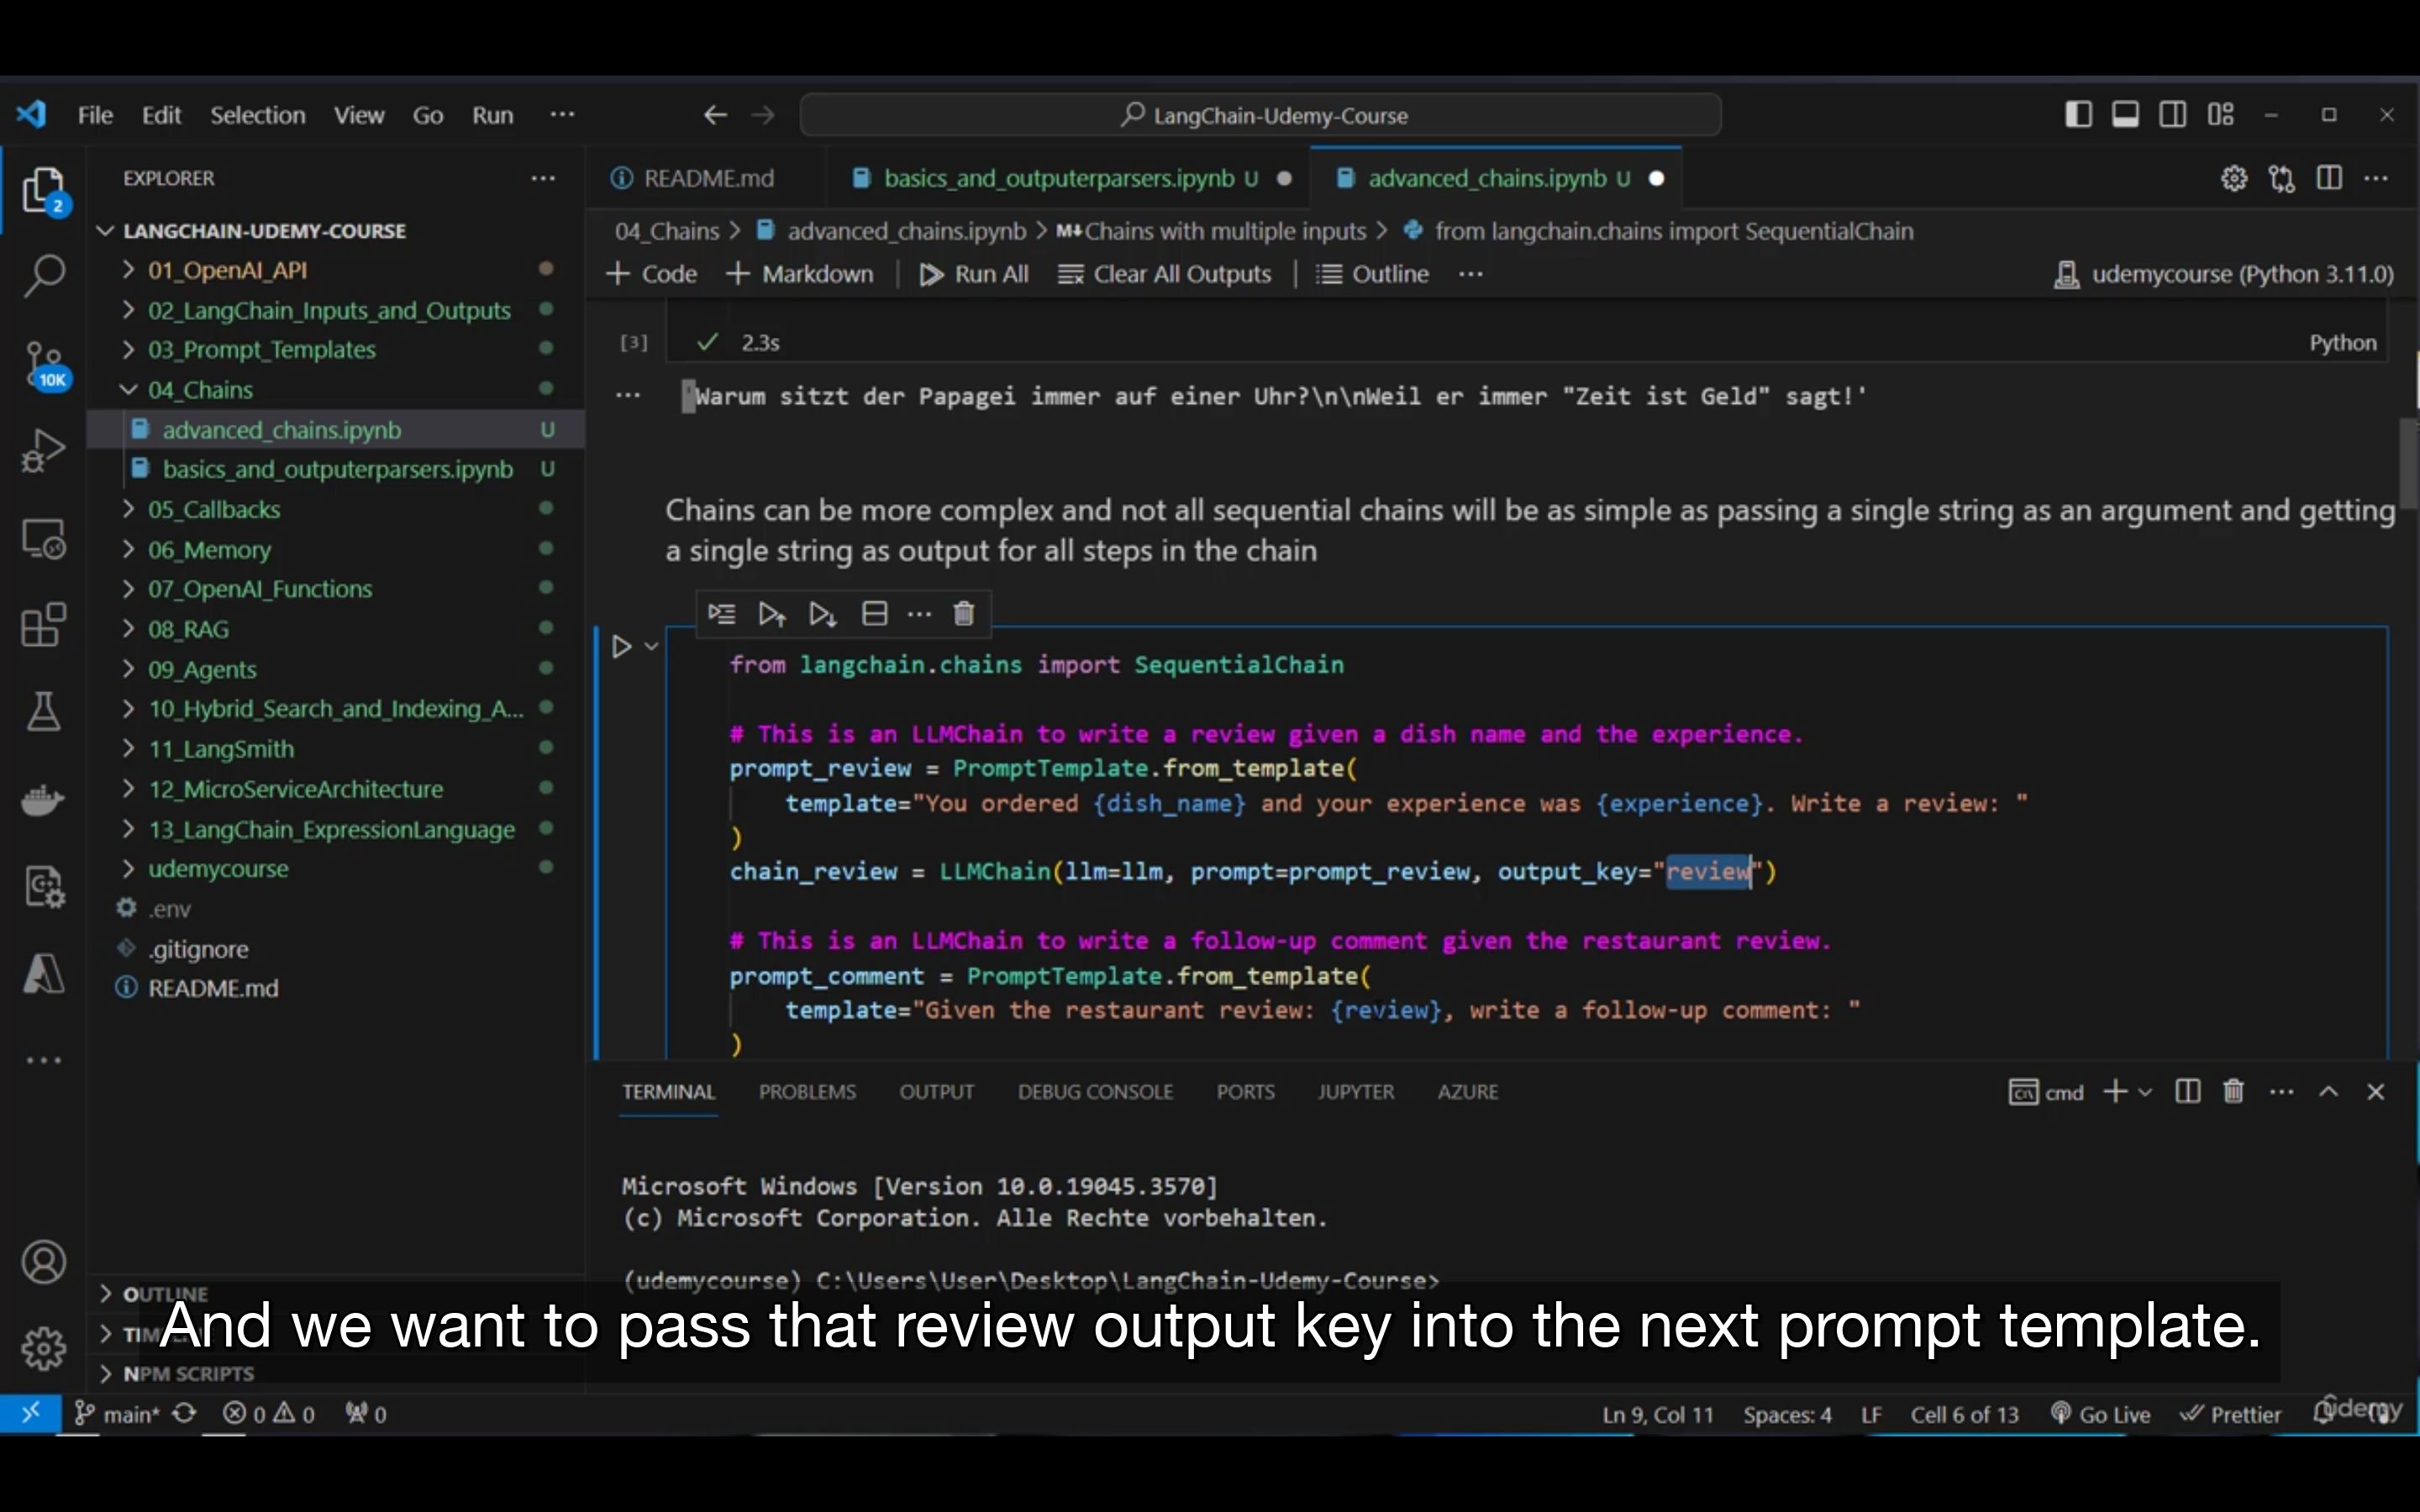 File Edit Selection View Go Run ···
LangChain-Udemy-Course
EXPLORER
README.md
basics_and_outputerparsers.ipynb U
advanced_chains.ipynb U
2
LANGCHAIN-UDEMY-COURSE
01_OpenAI_API
02_LangChain_Inputs_and_Outputs
03_Prompt_Templates
04_Chains
advanced_chains.ipynb U
basics_and_outputerparsers.ipynb U
05_Callbacks
06_Memory
07_OpenAI_Functions
08_RAG
09_Agents
10_Hybrid_Search_and_Indexing_A...
11_LangSmith
12_MicroServiceArchitecture
13_LangChain_ExpressionLanguage
udemycourse
.env
.gitignore
README.md
10K
OUTLINE
NPM SCRIPTS
04_Chains > advanced_chains.ipynb > M↓Chains with multiple inputs > from langchain.chains import SequentialChain
+ Code + Markdown Run All Clear All Outputs Outline ··· udemycourse (Python 3.11.0)
[3] ✓ 2.3s Python
'Warum sitzt der Papagei immer auf einer Uhr?\n\nWeil er immer "Zeit ist Geld" sagt!'
Chains can be more complex and not all sequential chains will be as simple as passing a single string as an argument and getting
a single string as output for all steps in the chain
from langchain.chains import SequentialChain
# This is an LLMChain to write a review given a dish name and the experience.
prompt_review = PromptTemplate.from_template(
template="You ordered {dish_name} and your experience was {experience}. Write a review: "
)
chain_review = LLMChain(llm=llm, prompt=prompt_review, output_key="review")
# This is an LLMChain to write a follow-up comment given the restaurant review.
prompt_comment = PromptTemplate.from_template(
template="Given the restaurant review: {review}, write a follow-up comment: "
)
TERMINAL PROBLEMS OUTPUT DEBUG CONSOLE PORTS JUPYTER AZURE
cmd
Microsoft Windows [Version 10.0.19045.3570]
(c) Microsoft Corporation. Alle Rechte vorbehalten.
(udemycourse) C:\Users\User\Desktop\LangChain-Udemy-Course>
And we want to pass that review output key into the next prompt template.
main* 0 0 0
Ln 9, Col 11 Spaces: 4 LF Cell 6 of 13 Go Live Prettier
udemy